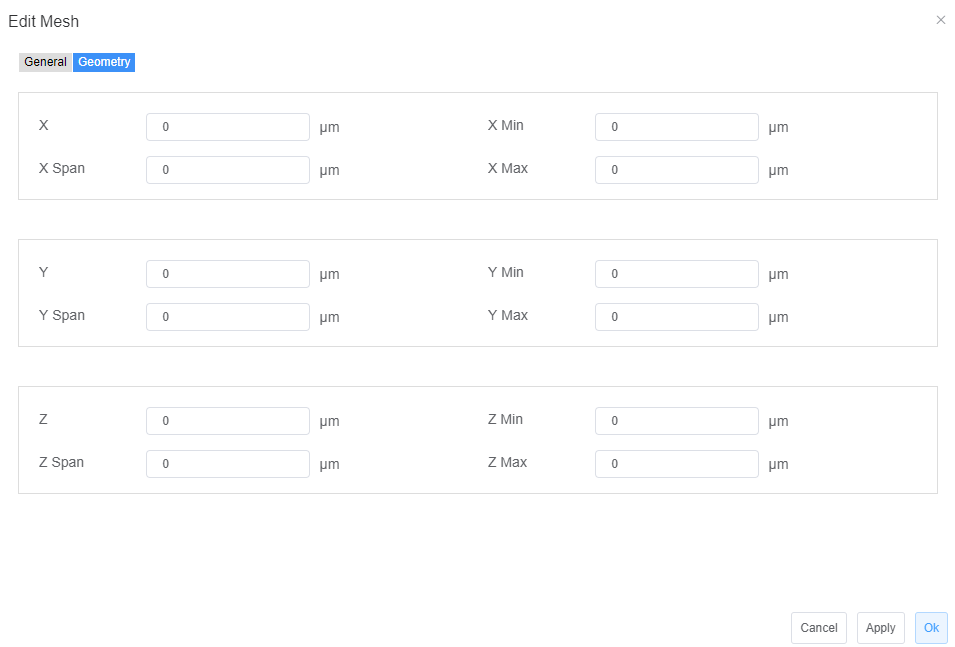 Edit Mesh ×
General Geometry
X 0 µm X Min 0 µm
X Span 0 µm X Max 0 µm
Y 0 µm Y Min 0 µm
Y Span 0 µm Y Max 0 µm
Z 0 µm Z Min 0 µm
Z Span 0 µm Z Max 0 µm
Cancel Apply Ok